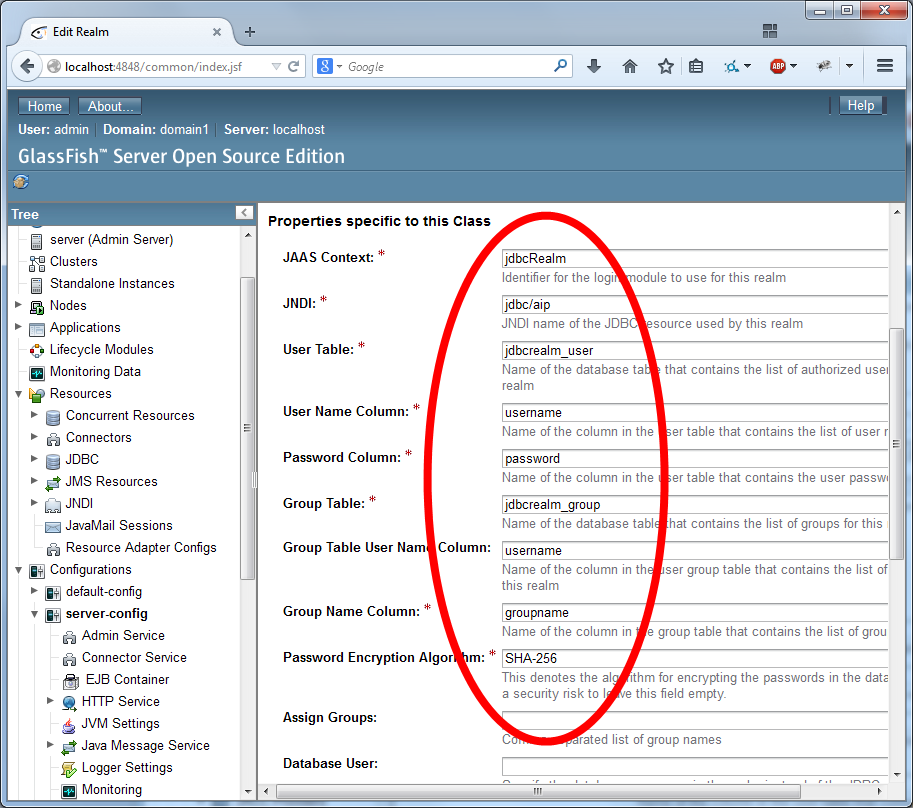 Edit Realm
localhost:4848/common/index.jsf
Google
ABP
Home About...
Help
User: admin Domain: domain1 Server: localhost
GlassFish™ Server Open Source Edition
Tree
server (Admin Server)
Clusters
Standalone Instances
Nodes
Applications
Lifecycle Modules
Monitoring Data
Resources
Concurrent Resources
Connectors
JDBC
JMS Resources
JNDI
JavaMail Sessions
Resource Adapter Configs
Configurations
default-config
server-config
Admin Service
Connector Service
EJB Container
HTTP Service
JVM Settings
Java Message Service
Logger Settings
Monitoring
Properties specific to this Class
JAAS Context: * jdbcRealm
Identifier for the login module to use for this realm
JNDI: * jdbc/aip
JNDI name of the JDBC resource used by this realm
User Table: * jdbcrealm_user
Name of the database table that contains the list of authorized user
realm
User Name Column: * username
Name of the column in the user table that contains the list of user
Password Column: * password
Name of the column in the user table that contains the user passw
Group Table: * jdbcrealm_group
Name of the database table that contains the list of groups for this
Group Table User Name Column: username
Name of the column in the user group table that contains the list of
this realm
Group Name Column: * groupname
Name of the column in the group table that contains the list of grou
Password Encryption Algorithm: * SHA-256
This denotes the algorithm for encrypting the passwords in the data
a security risk to leave this field empty.
Assign Groups:
Comma-separated list of group names
Database User: